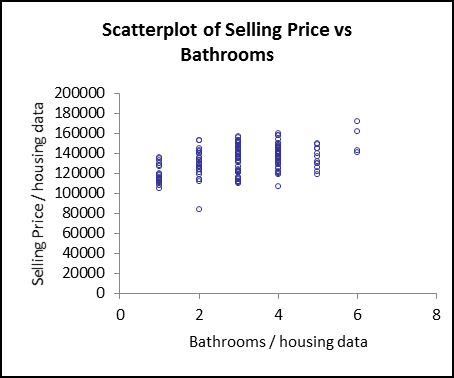 Scatterplot of Selling Price vs
Bathrooms
Selling Price / housing data
200000
180000
160000
140000
120000
100000
80000
60000
40000
20000
0
0 2 4 6 8
Bathrooms / housing data